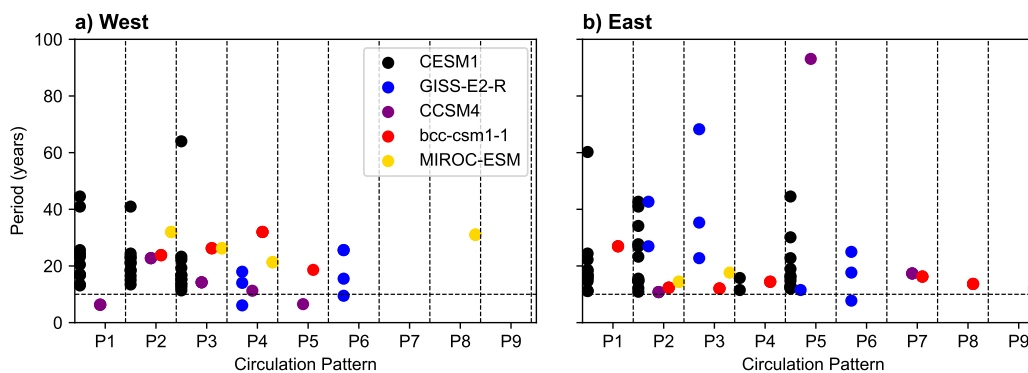 a) West
b) East
100
80
60
40
20
0
Period (years)
CESM1
GISS-E2-R
CCSM4
bcc-csm1-1
MIROC-ESM
P1 P2 P3 P4 P5 P6 P7 P8 P9
P1 P2 P3 P4 P5 P6 P7 P8 P9
Circulation Pattern
Circulation Pattern